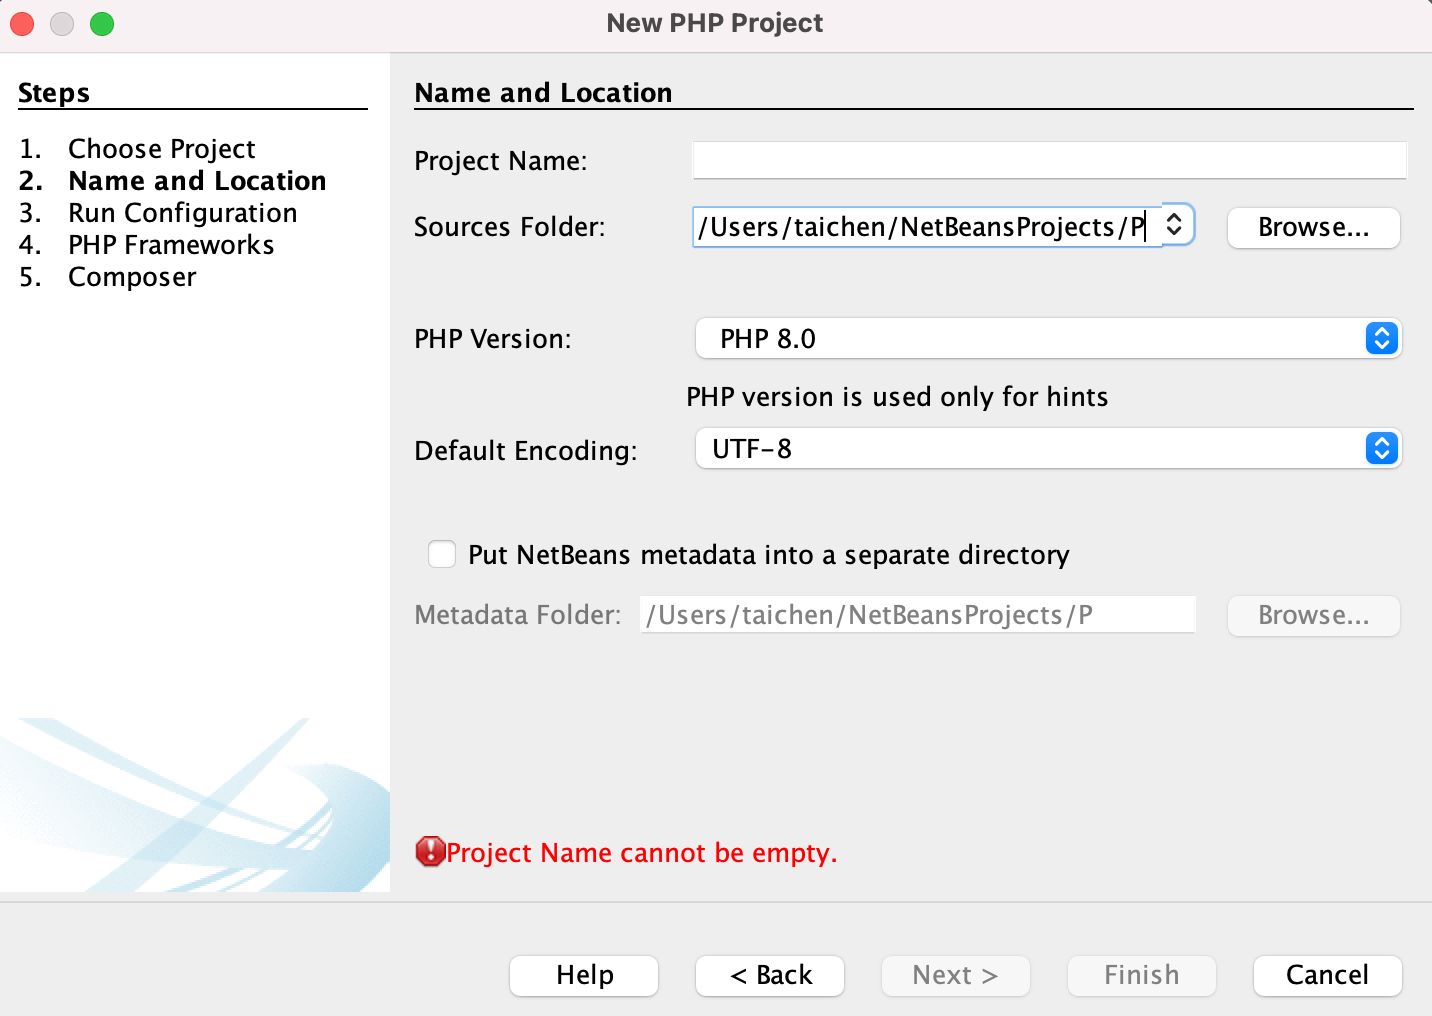 New PHP Project
Steps
1. Choose Project
2. Name and Location
3. Run Configuration
4. PHP Frameworks
5. Composer
Name and Location
Project Name:
Sources Folder: /Users/taichen/NetBeansProjects/P Browse...
PHP Version: PHP 8.0
PHP version is used only for hints
Default Encoding: UTF-8
Put NetBeans metadata into a separate directory
Metadata Folder: /Users/taichen/NetBeansProjects/P Browse...
Project Name cannot be empty.
Help < Back Next > Finish Cancel